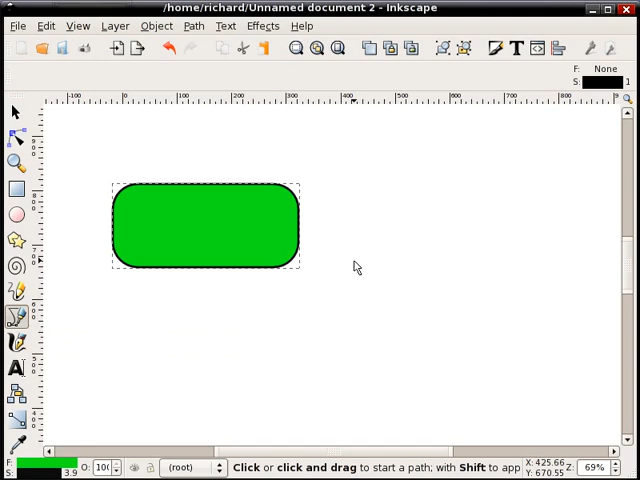 /home/richard/Unnamed document 2 - Inkscape
File Edit View Layer Object Path Text Effects Help
F: None
S: 1
-100 0 100 200 300 400 500 600 700 800
F: O: 100 (root) Click or click and drag to start a path; with Shift to app X: 425.66 Z: 69%
S: 3.9 Y: 670.55